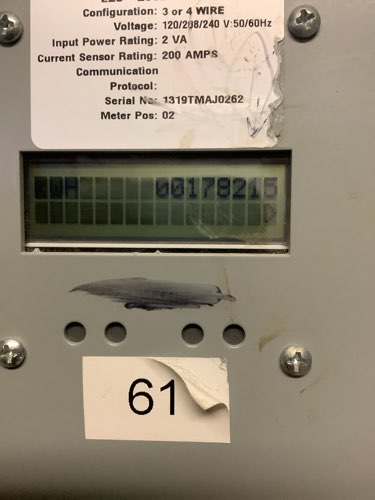 Configuration: 3 or 4 WIRE
Voltage: 120/208/240 V:50/60Hz
Input Power Rating: 2 VA
Current Sensor Rating: 200 AMPS
Communication
Protocol:
Serial No: 1319TMAJ0262
Meter Pos: 02
KWH 00178215
>
61